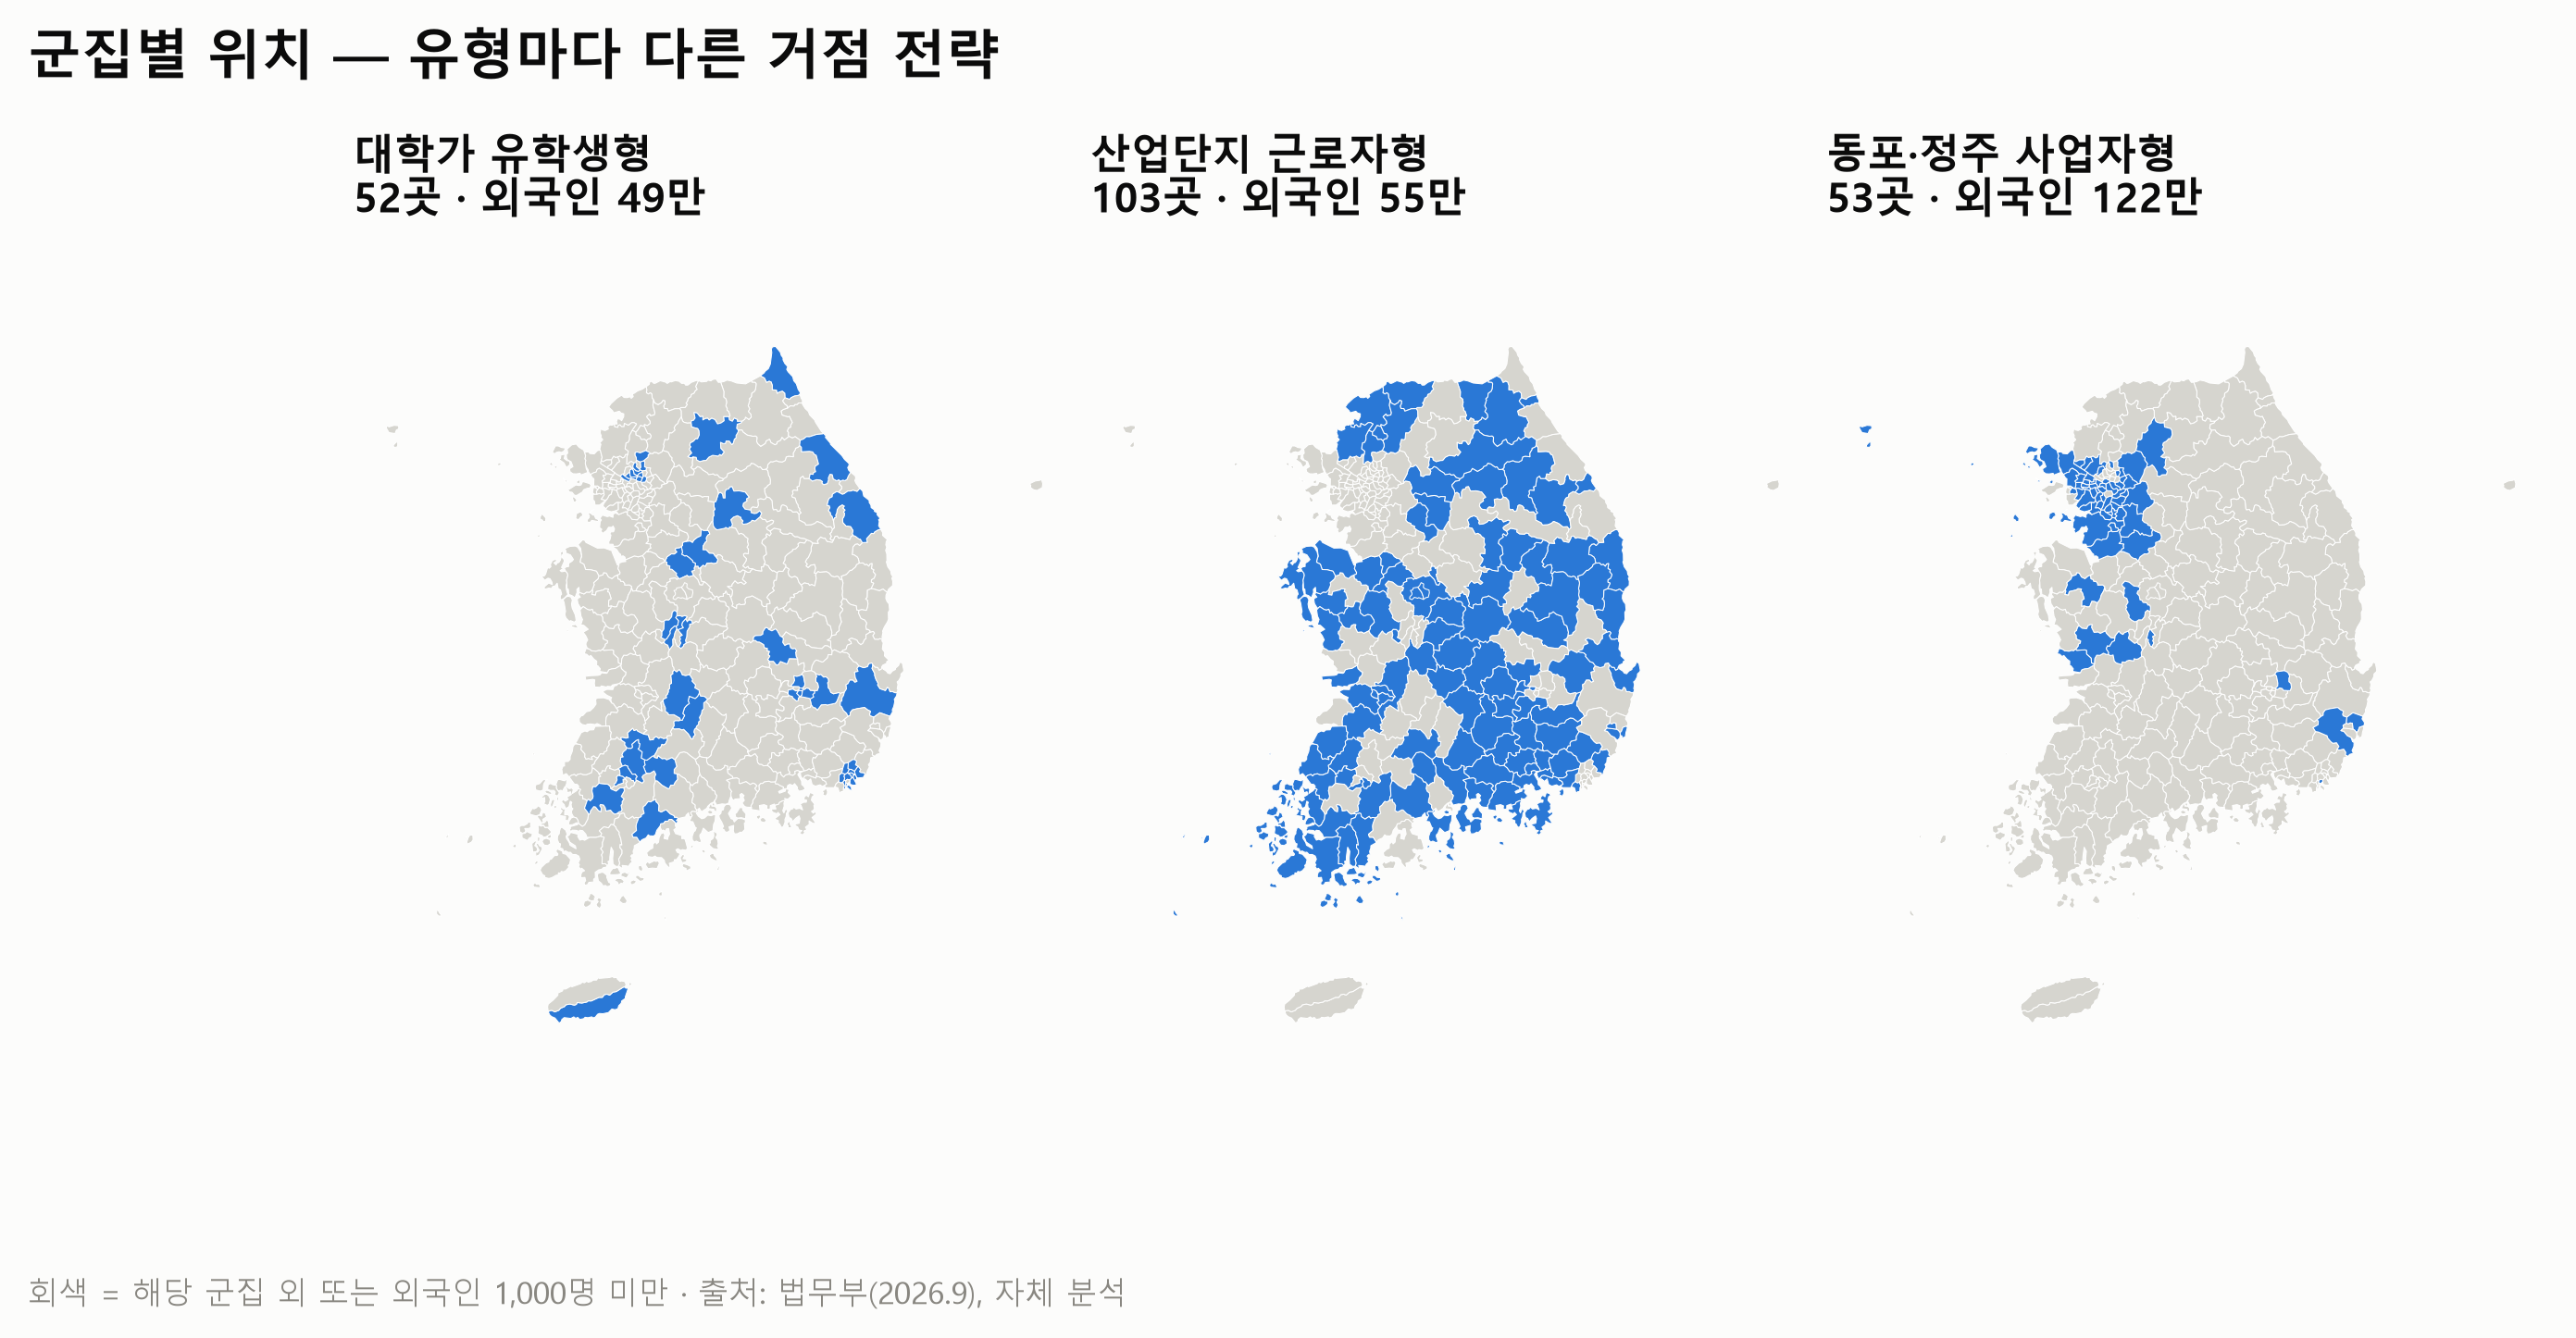 군집별 위치 — 유형마다 다른 거점 전략
대학가 유학생형
52곳 · 외국인 49만
산업단지 근로자형
103곳 · 외국인 55만
동포·정주 사업자형
53곳 · 외국인 122만
회색 = 해당 군집 외 또는 외국인 1,000명 미만 · 출처: 법무부(2026.9), 자체 분석